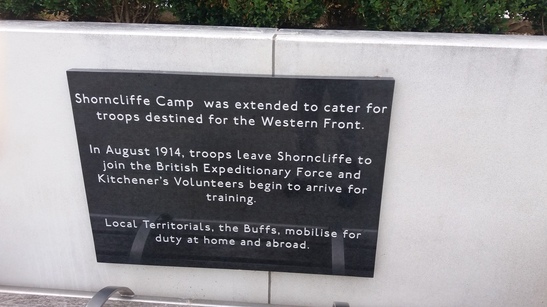 Shorncliffe Camp was extended to cater for
troops destined for the Western Front.
In August 1914, troops leave Shorncliffe to
join the British Expeditionary Force and
Kitchener's Volunteers begin to arrive for
training.
Local Territorials, the Buffs, mobilise for
duty at home and abroad.